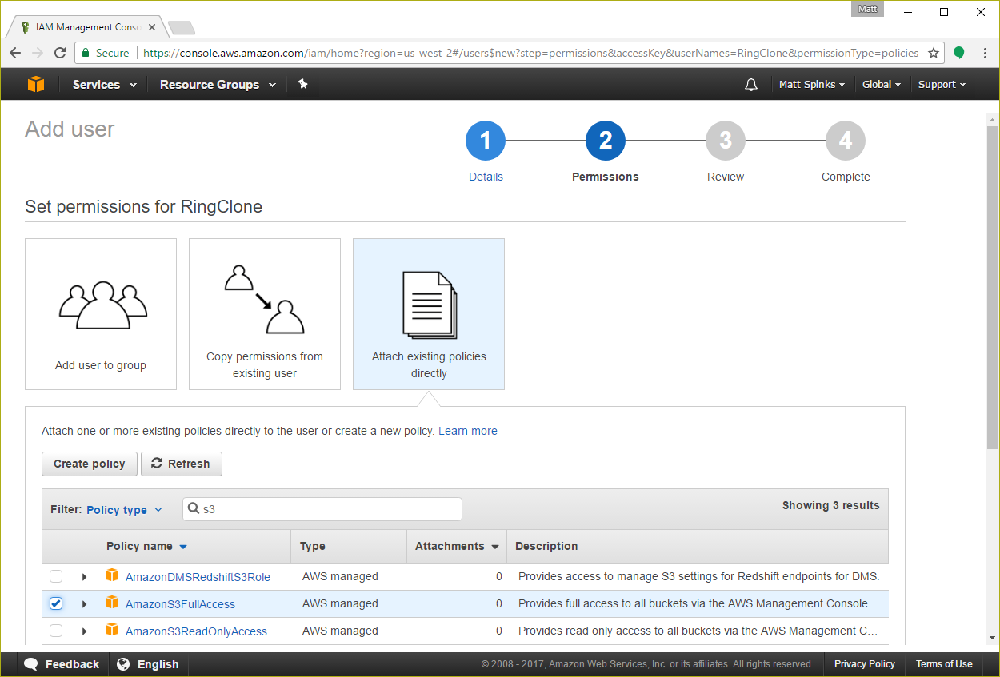 Matt
IAM Management Conso
Secure
https://console.aws.amazon.com/iam/home?region=us-west-2#/users$new?step=permissions&accessKey&userNames=RingClone&permissionType=policies
Services
Resource Groups
Matt Spinks
Global
Support
Add user
1
2
3
4
Details
Permissions
Review
Complete
Set permissions for RingClone
Add user to group
Copy permissions from
existing user
Attach existing policies
directly
Attach one or more existing policies directly to the user or create a new policy. Learn more
Create policy
Refresh
Filter: Policy type
s3
Showing 3 results
Policy name
Type
Attachments
Description
AmazonDMSRedshiftS3Role AWS managed 0 Provides access to manage S3 settings for Redshift endpoints for DMS.
AmazonS3FullAccess AWS managed 0 Provides full access to all buckets via the AWS Management Console.
AmazonS3ReadOnlyAccess AWS managed 0 Provides read only access to all buckets via the AWS Management C…
Feedback
English
© 2008 - 2017, Amazon Web Services, Inc. or its affiliates. All rights reserved.
Privacy Policy
Terms of Use